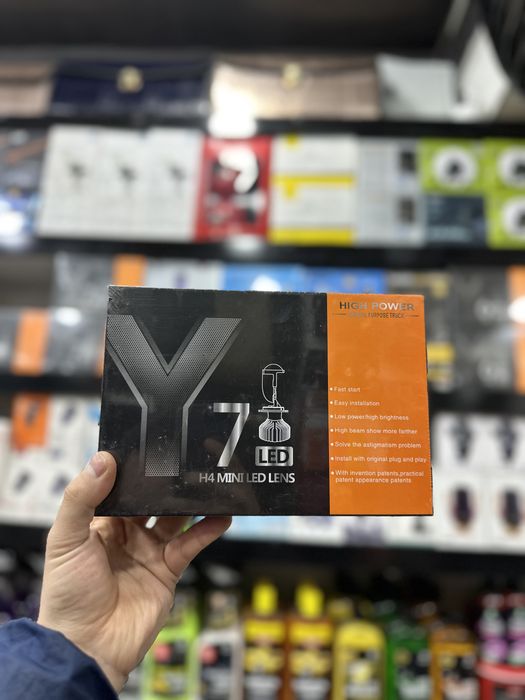 Y7
LED
H4 MINI LED LENS
HIGH POWER
Fast start
Easy installation
Low power/high brightness
High beam show more farther
Solve the astigmatism problem
Install with original plug and play
With invention patents,practical
patent appearance patents